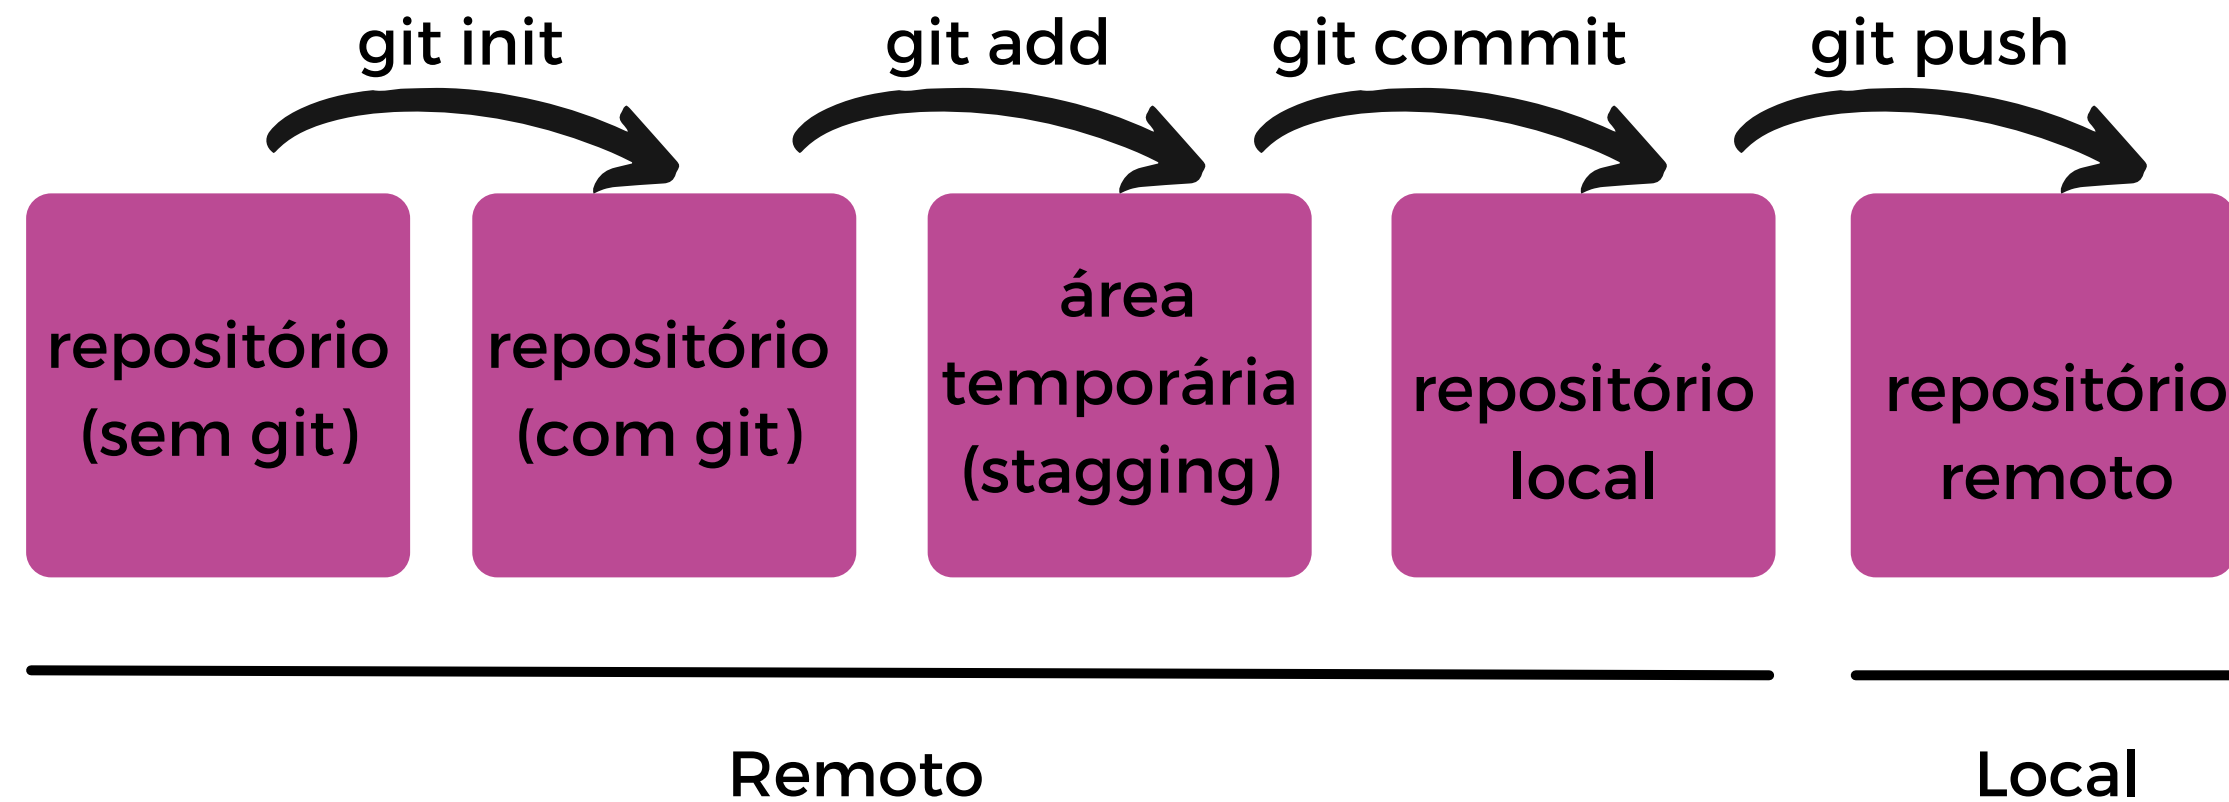 git init
git add
git commit
git push
repositório
(sem git)
repositório
(com git)
área
temporária
(stagging)
repositório
local
repositório
remoto
Remoto
Local